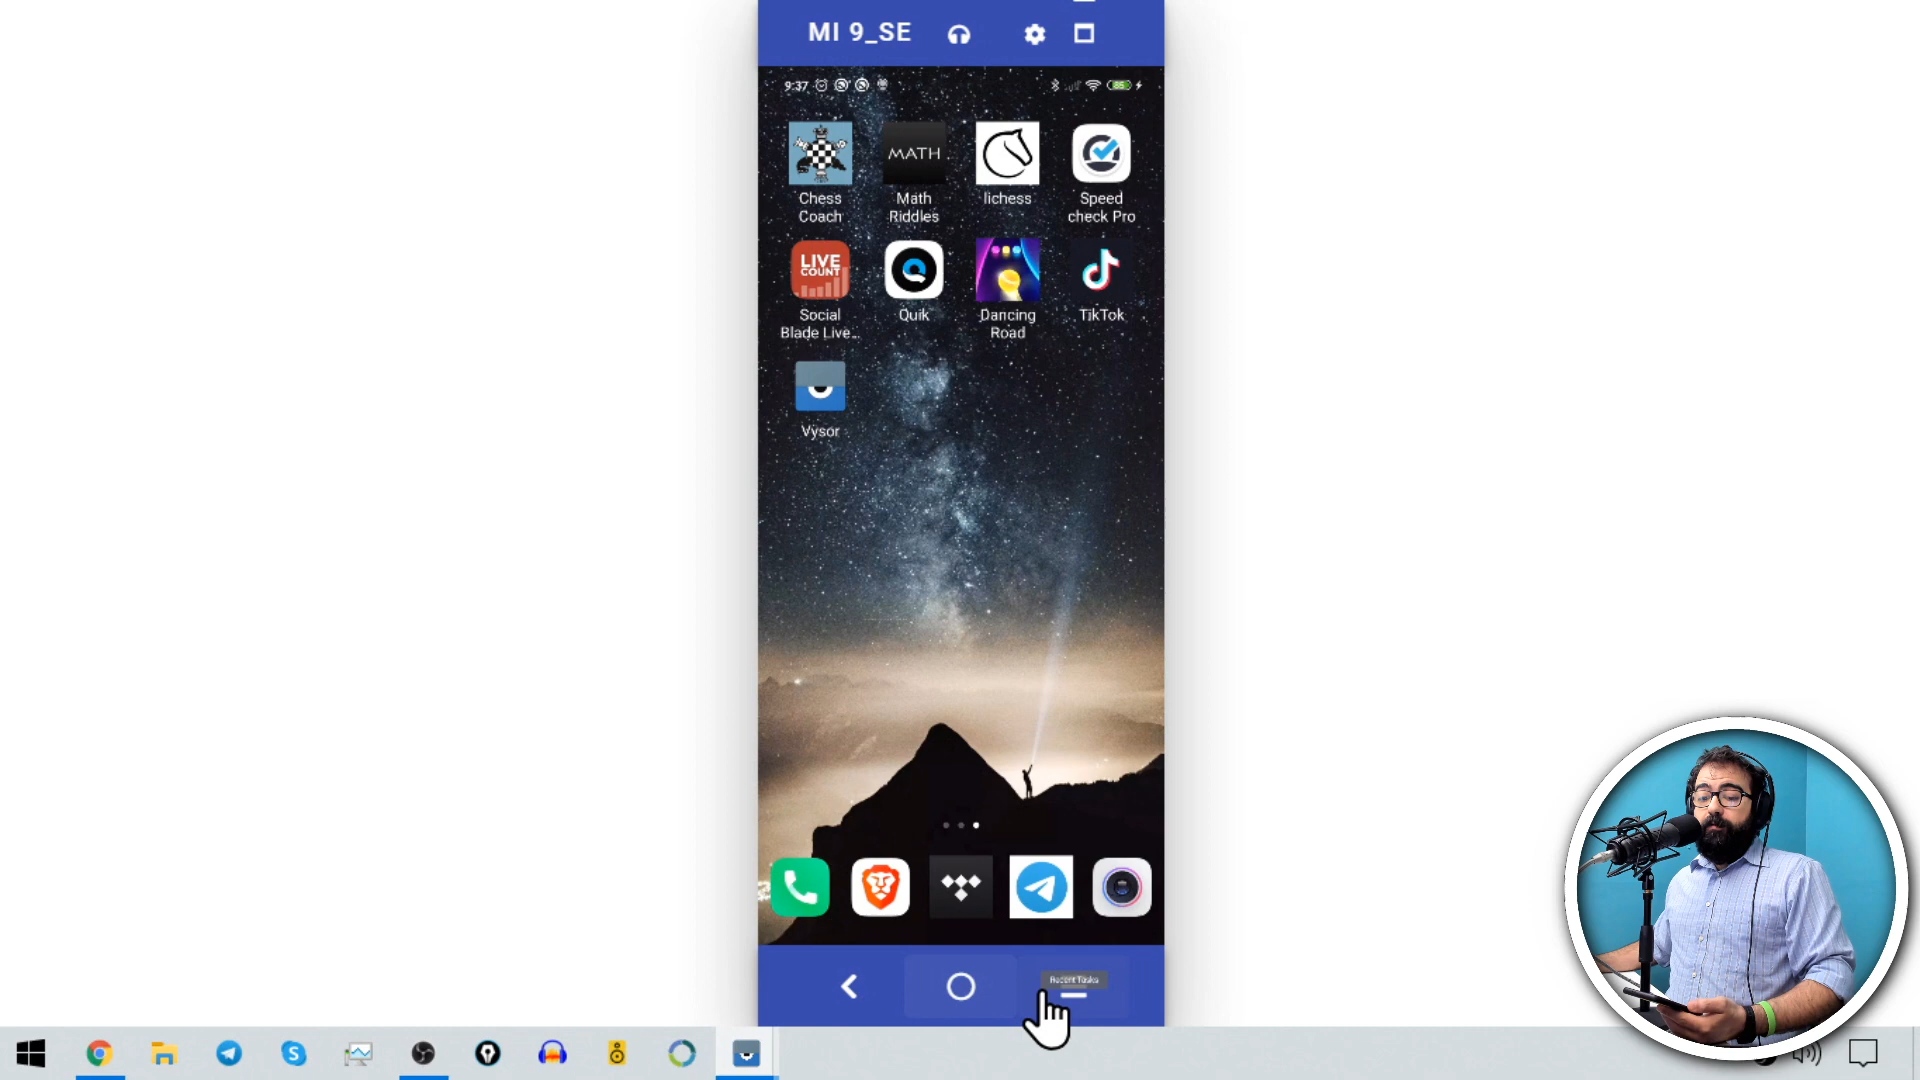 MI 9_SE
9:37
85
MATH
Chess Coach
Math Riddles
lichess
Speed check Pro
LIVE COUNT
Social Blade Live...
Quik
Dancing Road
TikTok
Vysor
Recent Tasks